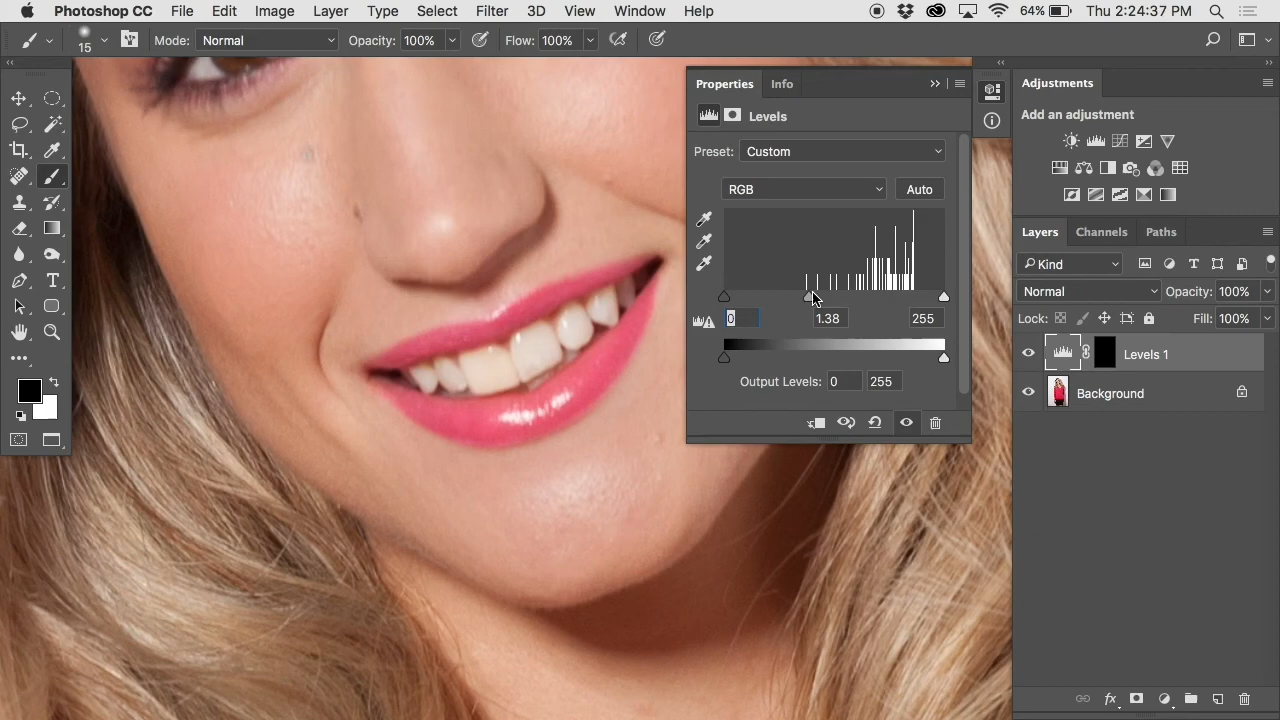 Photoshop CC File Edit Image Layer Type Select Filter 3D View Window Help 64% Thu 2:24:37 PM
15 Mode: Normal Opacity: 100% Flow: 100%
Properties Info
Levels
Preset: Custom
RGB Auto
0 1.38 255
Output Levels: 0 255
Adjustments
Add an adjustment
Layers Channels Paths
Kind
Normal Opacity: 100%
Lock: Fill: 100%
Levels 1
Background
fx